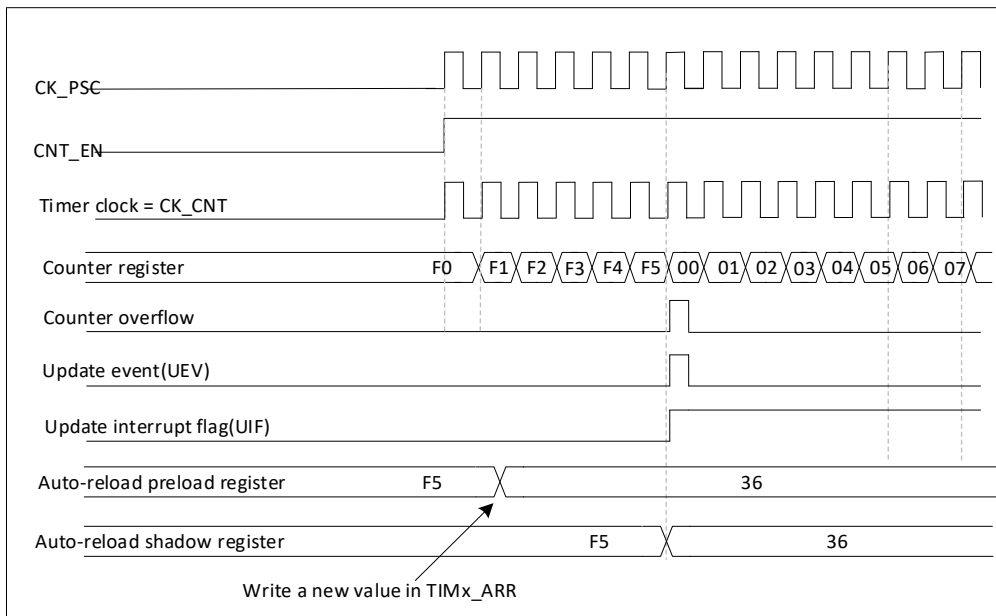 CK_PSC
CNT_EN
Timer clock = CK_CNT
Counter register F0 F1 F2 F3 F4 F5 00 01 02 03 04 05 06 07
Counter overflow
Update event(UEV)
Update interrupt flag(UIF)
Auto-reload preload register F5 36
Auto-reload shadow register F5 36
Write a new value in TIMx_ARR